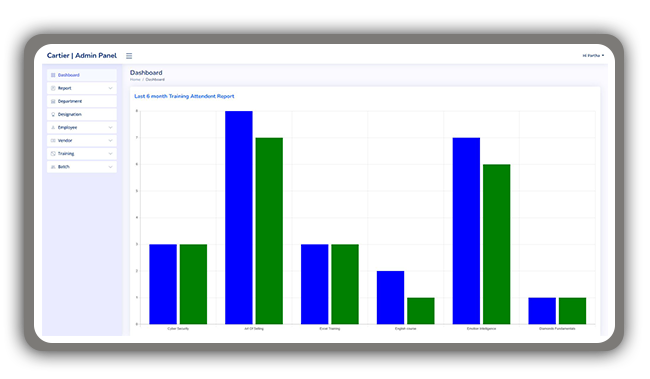 Cartier | Admin Panel
Hi Partha
Dashboard
Report
Department
Designation
Employee
Vendor
Training
Batch
Dashboard
Home / Dashboard
Last 6 month Training Attendent Report
8
7
6
5
4
3
2
1
0
Cyber Security
Art Of Selling
Excel Training
English course
Emotion Intelligence
Diamonds Fundamentals